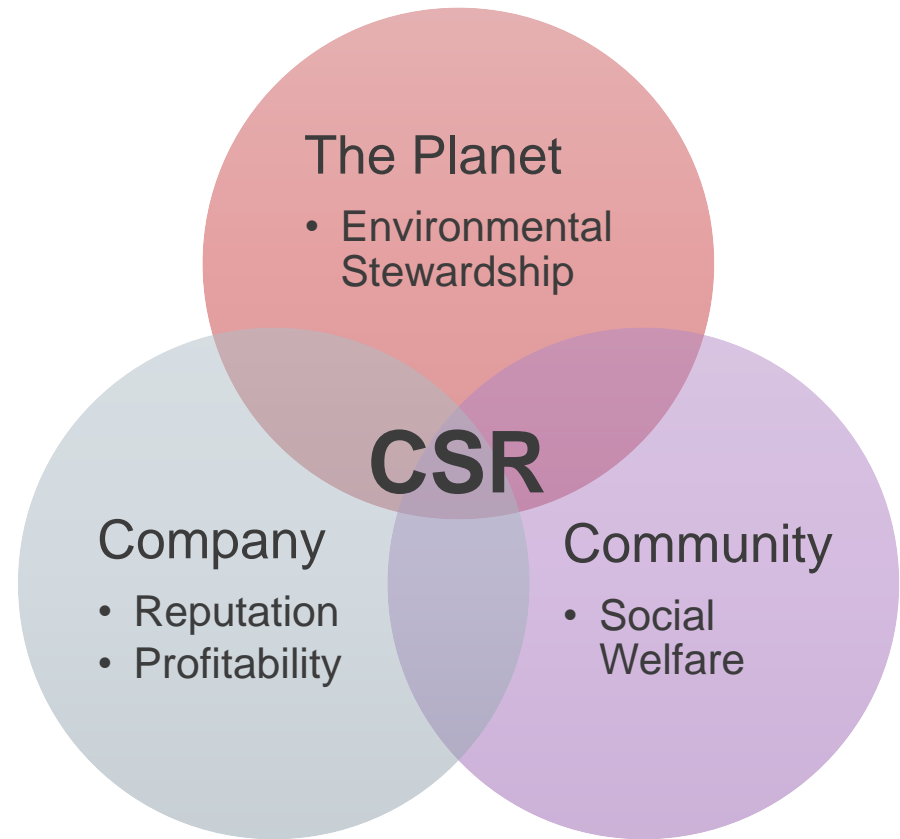 The Planet
• Environmental
Stewardship
CSR
Company
• Reputation
• Profitability
Community
• Social
Welfare